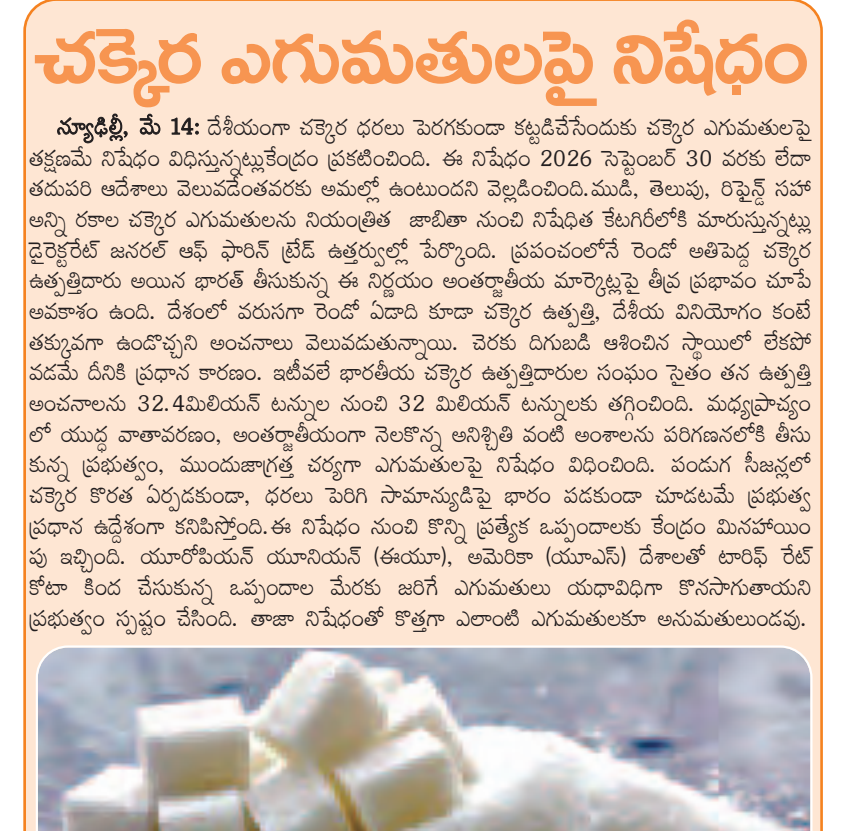 చక్కెర ఎగుమతులపై నిషేధం
న్యూఢిల్లీ, మే 14: దేశీయంగా చక్కెర ధరలు పెరగకుండా కట్టడిచేసేందుకు చక్కెర ఎగుమతులపై
తక్షణమే నిషేధం విధిస్తున్నట్లుకేంద్రం ప్రకటించింది. ఈ నిషేధం 2026 సెప్టెంబర్ 30 వరకు లేదా
తదుపరి ఆదేశాలు వెలువడేంతవరకు అమల్లో ఉంటుందని వెల్లడించింది.ముడి, తెలుపు, రిఫైన్డ్ సహా
అన్ని రకాల చక్కెర ఎగుమతులను నియంత్రిత జాబితా నుంచి నిషేధిత కేటగిరీలోకి మారుస్తున్నట్లు
డైరెక్టరేట్ జనరల్ ఆఫ్ ఫారిన్ ట్రేడ్ ఉత్తర్వుల్లో పేర్కొంది. ప్రపంచంలోనే రెండో అతిపెద్ద చక్కెర
ఉత్పత్తిదారు అయిన భారత్ తీసుకున్న ఈ నిర్ణయం అంతర్జాతీయ మార్కెట్లపై తీవ్ర ప్రభావం చూపే
అవకాశం ఉంది. దేశంలో వరుసగా రెండో ఏడాది కూడా చక్కెర ఉత్పత్తి, దేశీయ వినియోగం కంటే
తక్కువగా ఉండొచ్చని అంచనాలు వెలువడుతున్నాయి. చెరకు దిగుబడి ఆశించిన స్థాయిలో లేకపో
వడమే దీనికి ప్రధాన కారణం. ఇటీవలే భారతీయ చక్కెర ఉత్పత్తిదారుల సంఘం సైతం తన ఉత్పత్తి
అంచనాలను 32.4మిలియన్ టన్నుల నుంచి 32 మిలియన్ టన్నులకు తగ్గించింది. మధ్యప్రాచ్యం
లో యుద్ధ వాతావరణం, అంతర్జాతీయంగా నెలకొన్న అనిశ్చితి వంటి అంశాలను పరిగణనలోకి తీసు
కున్న ప్రభుత్వం, ముందుజాగ్రత్త చర్యగా ఎగుమతులపై నిషేధం విధించింది. పండుగ సీజన్లలో
చక్కెర కొరత ఏర్పడకుండా, ధరలు పెరిగి సామాన్యుడిపై భారం పడకుండా చూడటమే ప్రభుత్వ
ప్రధాన ఉద్దేశంగా కనిపిస్తోంది.ఈ నిషేధం నుంచి కొన్ని ప్రత్యేక ఒప్పందాలకు కేంద్రం మినహాయిం
పు ఇచ్చింది. యూరోపియన్ యూనియన్ (ఈయూ), అమెరికా (యూఎస్) దేశాలతో టారిఫ్ రేట్
కోటా కింద చేసుకున్న ఒప్పందాల మేరకు జరిగే ఎగుమతులు యధావిధిగా కొనసాగుతాయని
ప్రభుత్వం స్పష్టం చేసింది. తాజా నిషేధంతో కొత్తగా ఎలాంటి ఎగుమతులకూ అనుమతులుండవు.